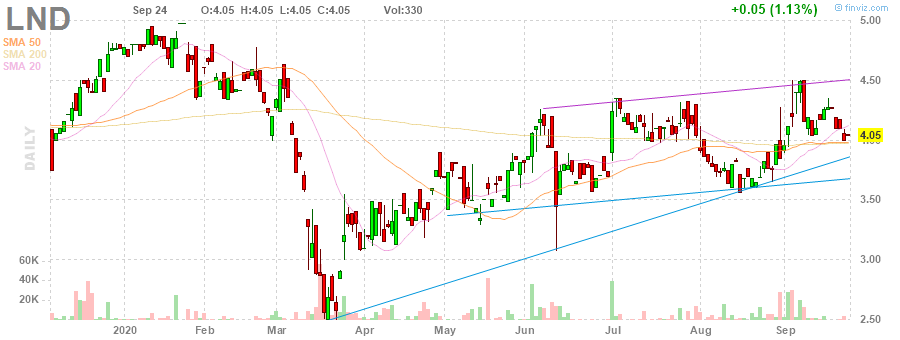 LND Sep 24 O:4.05 H:4.05 L:4.05 C:4.05 Vol:330 +0.05 (1.13%) @ finviz.com
SMA 50
SMA 200
SMA 20
DAILY
5.00
4.50
4.05
4.00
3.50
3.00
2.50
60K
40K
20K
2020 Feb Mar Apr May Jun Jul Aug Sep